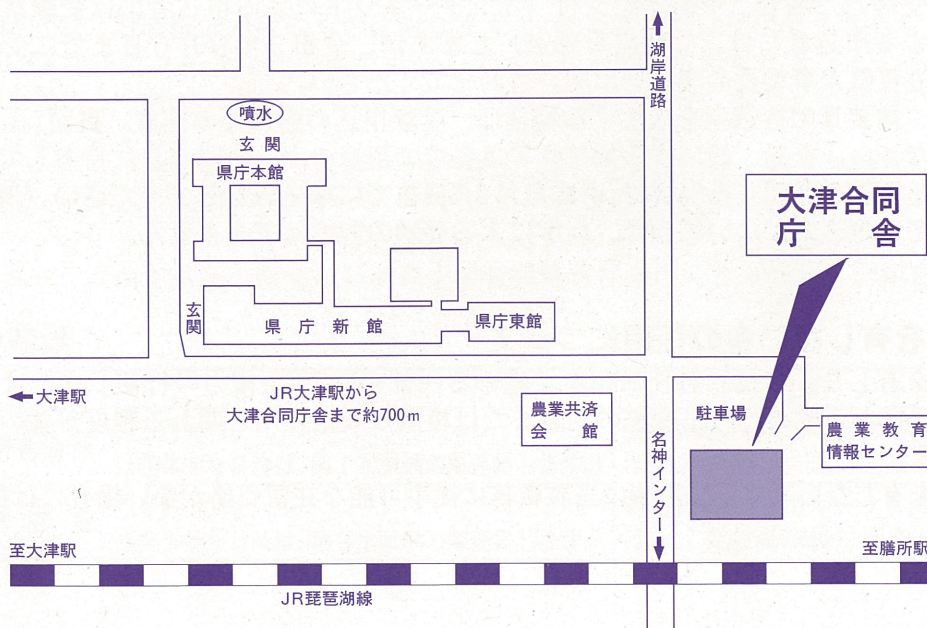 湖岸道路
噴水
玄関
県庁本館
大津合同
庁舎
玄関
県庁新館
県庁東館
←大津駅
JR大津駅から
大津合同庁舎まで約700m
農業共済
会館
名神インター
駐車場
農業教育
情報センター
至大津駅
至膳所駅
JR琵琶湖線